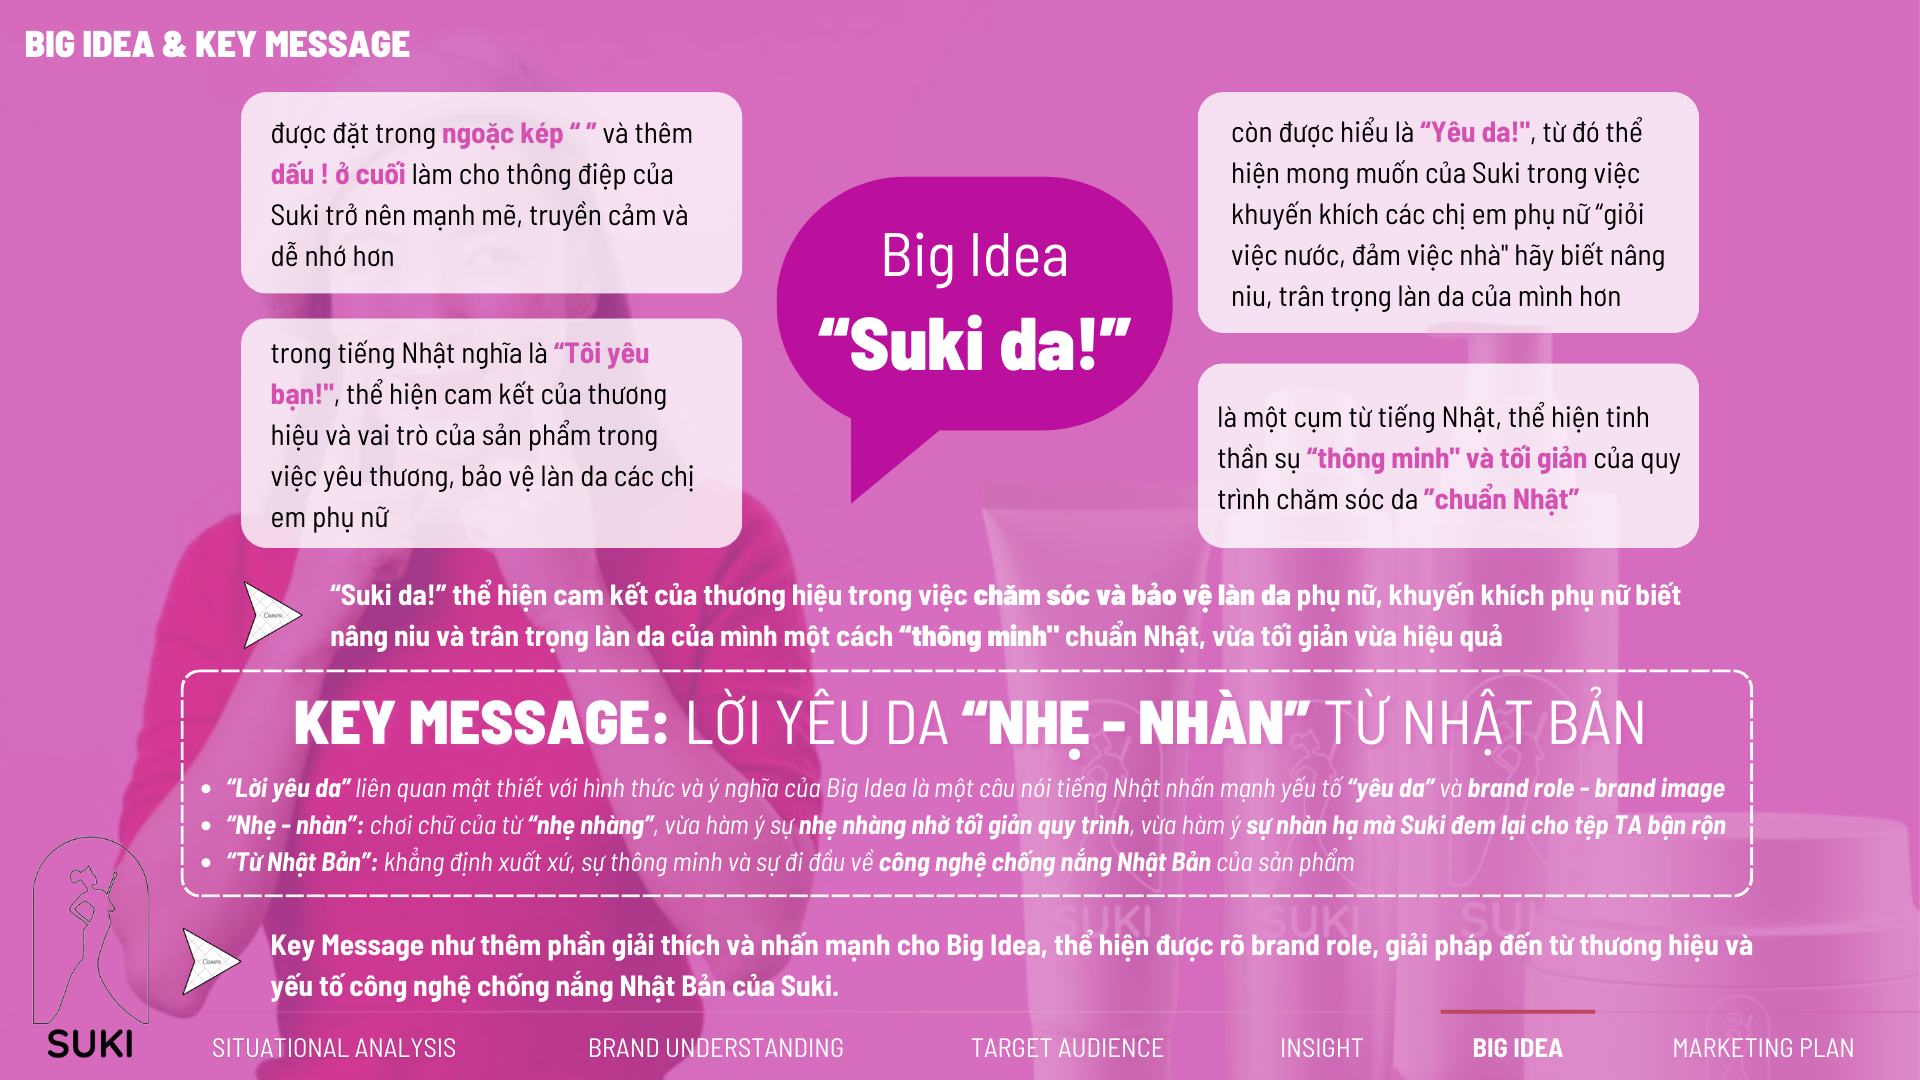 BIG IDEA & KEY MESSAGE
được đặt trong ngoặc kép “ ” và thêm
dấu ! ở cuối làm cho thông điệp của
Suki trở nên mạnh mẽ, truyền cảm và
dễ nhớ hơn
trong tiếng Nhật nghĩa là “Tôi yêu
bạn!", thể hiện cam kết của thương
hiệu và vai trò của sản phẩm trong
việc yêu thương, bảo vệ làn da các chị
em phụ nữ
Big Idea
“Suki da!”
còn được hiểu là “Yêu da!", từ đó thể
hiện mong muốn của Suki trong việc
khuyến khích các chị em phụ nữ “giỏi
việc nước, đảm việc nhà" hãy biết nâng
niu, trân trọng làn da của mình hơn
là một cụm từ tiếng Nhật, thể hiện tinh
thần sụ “thông minh" và tối giản của quy
trình chăm sóc da ”chuẩn Nhật”
Canva
“Suki da!” thể hiện cam kết của thương hiệu trong việc chăm sóc và bảo vệ làn da phụ nữ, khuyến khích phụ nữ biết
nâng niu và trân trọng làn da của mình một cách “thông minh" chuẩn Nhật, vừa tối giản vừa hiệu quả
KEY MESSAGE: LỜI YÊU DA “NHẸ - NHÀN” TỪ NHẬT BẢN
• “Lời yêu da” liên quan mật thiết với hình thức và ý nghĩa của Big Idea là một câu nói tiếng Nhật nhấn mạnh yếu tố “yêu da” và brand role - brand image
• “Nhẹ - nhàn”: chơi chữ của từ “nhẹ nhàng”, vừa hàm ý sự nhẹ nhàng nhờ tối giản quy trình, vừa hàm ý sự nhàn hạ mà Suki đem lại cho tệp TA bận rộn
• “Từ Nhật Bản”: khẳng định xuất xứ, sự thông minh và sự đi đầu về công nghệ chống nắng Nhật Bản của sản phẩm
SUKI
SUKI
SUKI
Canva
Key Message như thêm phần giải thích và nhấn mạnh cho Big Idea, thể hiện được rõ brand role, giải pháp đến từ thương hiệu và
yếu tố công nghệ chống nắng Nhật Bản của Suki.
SUKI
SITUATIONAL ANALYSIS
BRAND UNDERSTANDING
TARGET AUDIENCE
INSIGHT
BIG IDEA
MARKETING PLAN